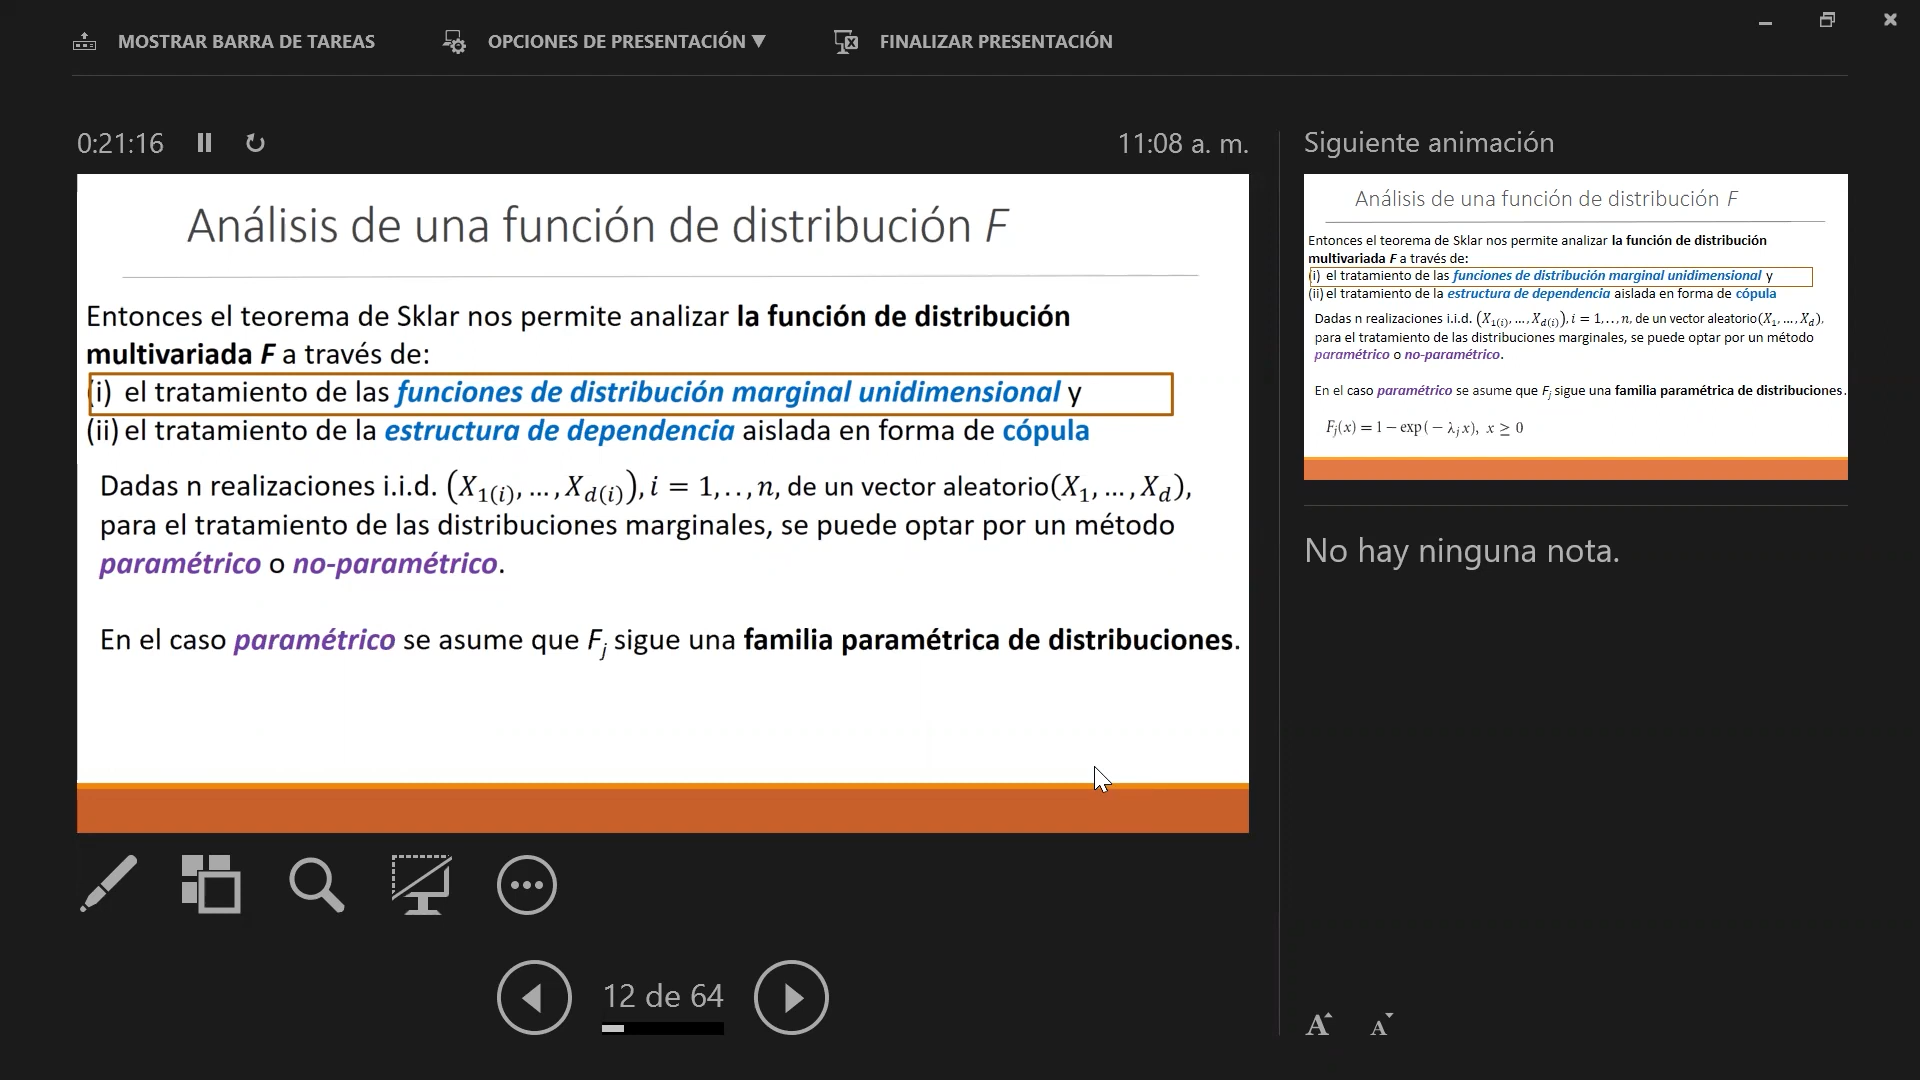 MOSTRAR BARRA DE TAREAS
OPCIONES DE PRESENTACIÓN ▼
FINALIZAR PRESENTACIÓN
0:21:16
11:08 a. m.
Análisis de una función de distribución F
Entonces el teorema de Sklar nos permite analizar la función de distribución
multivariada F a través de:
(i) el tratamiento de las funciones de distribución marginal unidimensional y
(ii) el tratamiento de la estructura de dependencia aislada en forma de cópula
Dadas n realizaciones i.i.d. (X₁₍ᵢ₎, …, X_d(i)), i = 1,..,n, de un vector aleatorio(X₁, …, X_d),
para el tratamiento de las distribuciones marginales, se puede optar por un método
paramétrico o no-paramétrico.
En el caso paramétrico se asume que Fⱼ sigue una familia paramétrica de distribuciones.
12 de 64
Siguiente animación
Análisis de una función de distribución F
Entonces el teorema de Sklar nos permite analizar la función de distribución
multivariada F a través de:
(i) el tratamiento de las funciones de distribución marginal unidimensional y
(ii) el tratamiento de la estructura de dependencia aislada en forma de cópula
Dadas n realizaciones i.i.d. (X₁₍ᵢ₎, …, X_d(i)), i = 1,..,n, de un vector aleatorio(X₁, …, X_d),
para el tratamiento de las distribuciones marginales, se puede optar por un método
paramétrico o no-paramétrico.
En el caso paramétrico se asume que Fⱼ sigue una familia paramétrica de distribuciones.
Fⱼ(x) = 1 − exp(− λⱼ x), x ≥ 0
No hay ninguna nota.
A A